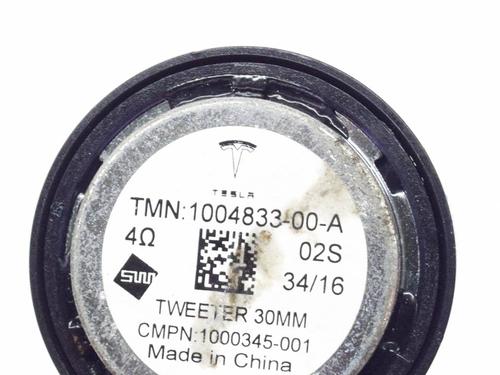 TESLA
TMN:1004833-00-A
4Ω
02S
34/16
SW
TWEETER 30MM
CMPN:1000345-001
Made in China